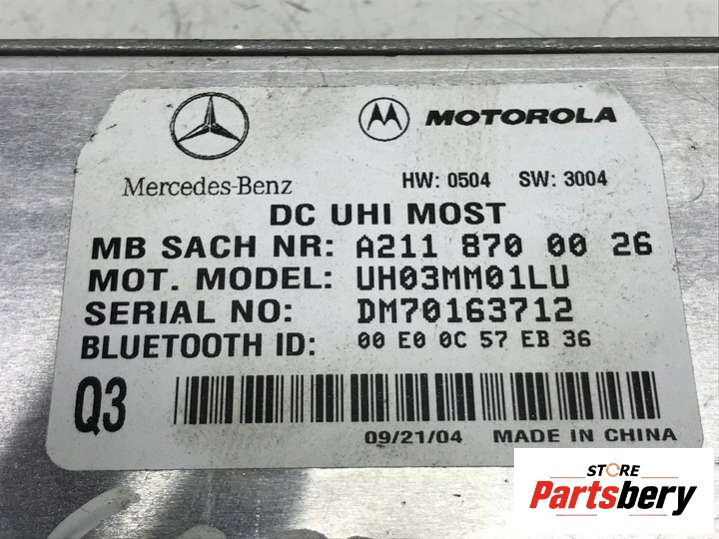 MOTOROLA
Mercedes-Benz
HW: 0504 SW: 3004
DC UHI MOST
MB SACH NR: A211 870 00 26
MOT. MODEL: UH03MM01LU
SERIAL NO: DM70163712
BLUETOOTH ID: 00 E0 0C 57 EB 36
Q3
09/21/04 MADE IN CHINA
STORE
Partsbery